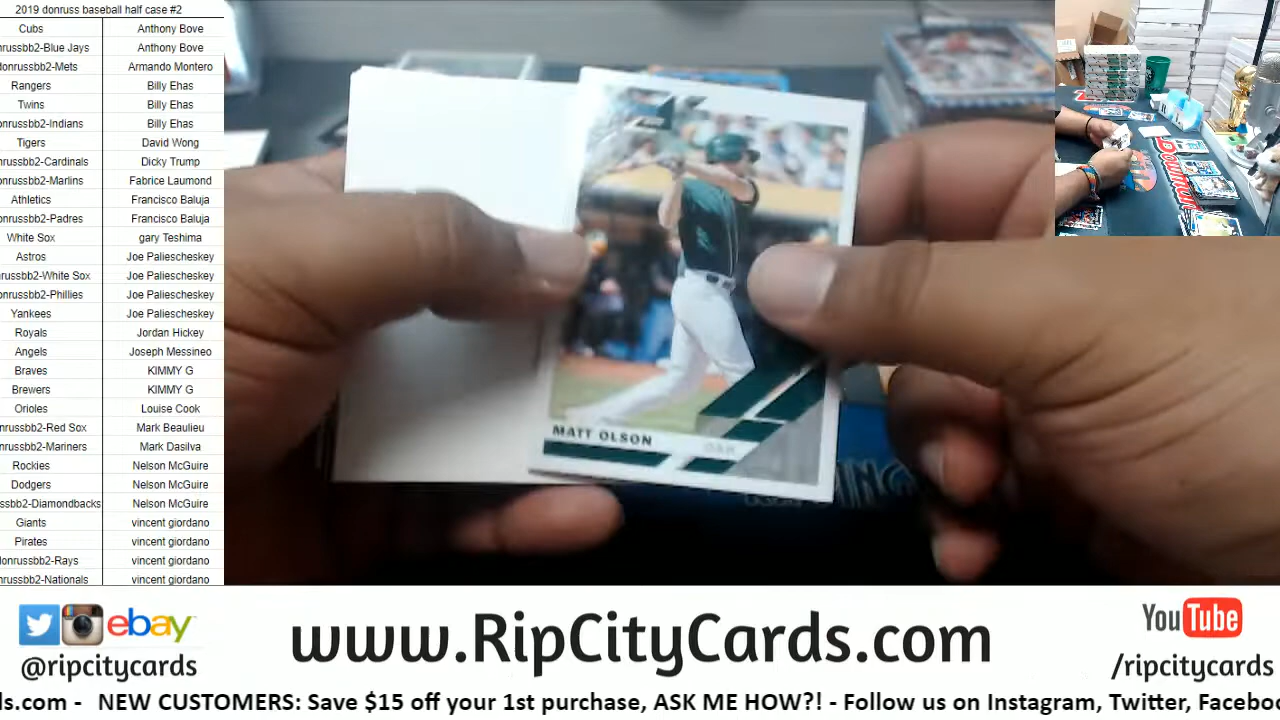 2019 donruss baseball half case #2
Cubs Anthony Bove
nrussbb2-Blue Jays Anthony Bove
donrussbb2-Mets Armando Montero
Rangers Billy Ehas
Twins Billy Ehas
onrussbb2-Indians Billy Ehas
Tigers David Wong
onrussbb2-Cardinals Dicky Trump
onrussbb2-Marlins Fabrice Laumond
Athletics Francisco Baluja
onrussbb2-Padres Francisco Baluja
White Sox gary Teshima
Astros Joe Paliescheskey
russbb2-White Sox Joe Paliescheskey
onrussbb2-Phillies Joe Paliescheskey
Yankees Joe Paliescheskey
Royals Jordan Hickey
Angels Joseph Messineo
Braves KIMMY G
Brewers KIMMY G
Orioles Louise Cook
nrussbb2-Red Sox Mark Beaulieu
onrussbb2-Mariners Mark Dasilva
Rockies Nelson McGuire
Dodgers Nelson McGuire
ssbb2-Diamondbacks Nelson McGuire
Giants vincent giordano
Pirates vincent giordano
donrussbb2-Rays vincent giordano
nrussbb2-Nationals vincent giordano
MATT OLSON
ebay
@ripcitycards
www.RipCityCards.com
YouTube
/ripcitycards
ds.com - NEW CUSTOMERS: Save $15 off your 1st purchase, ASK ME HOW?! - Follow us on Instagram, Twitter, Facebo